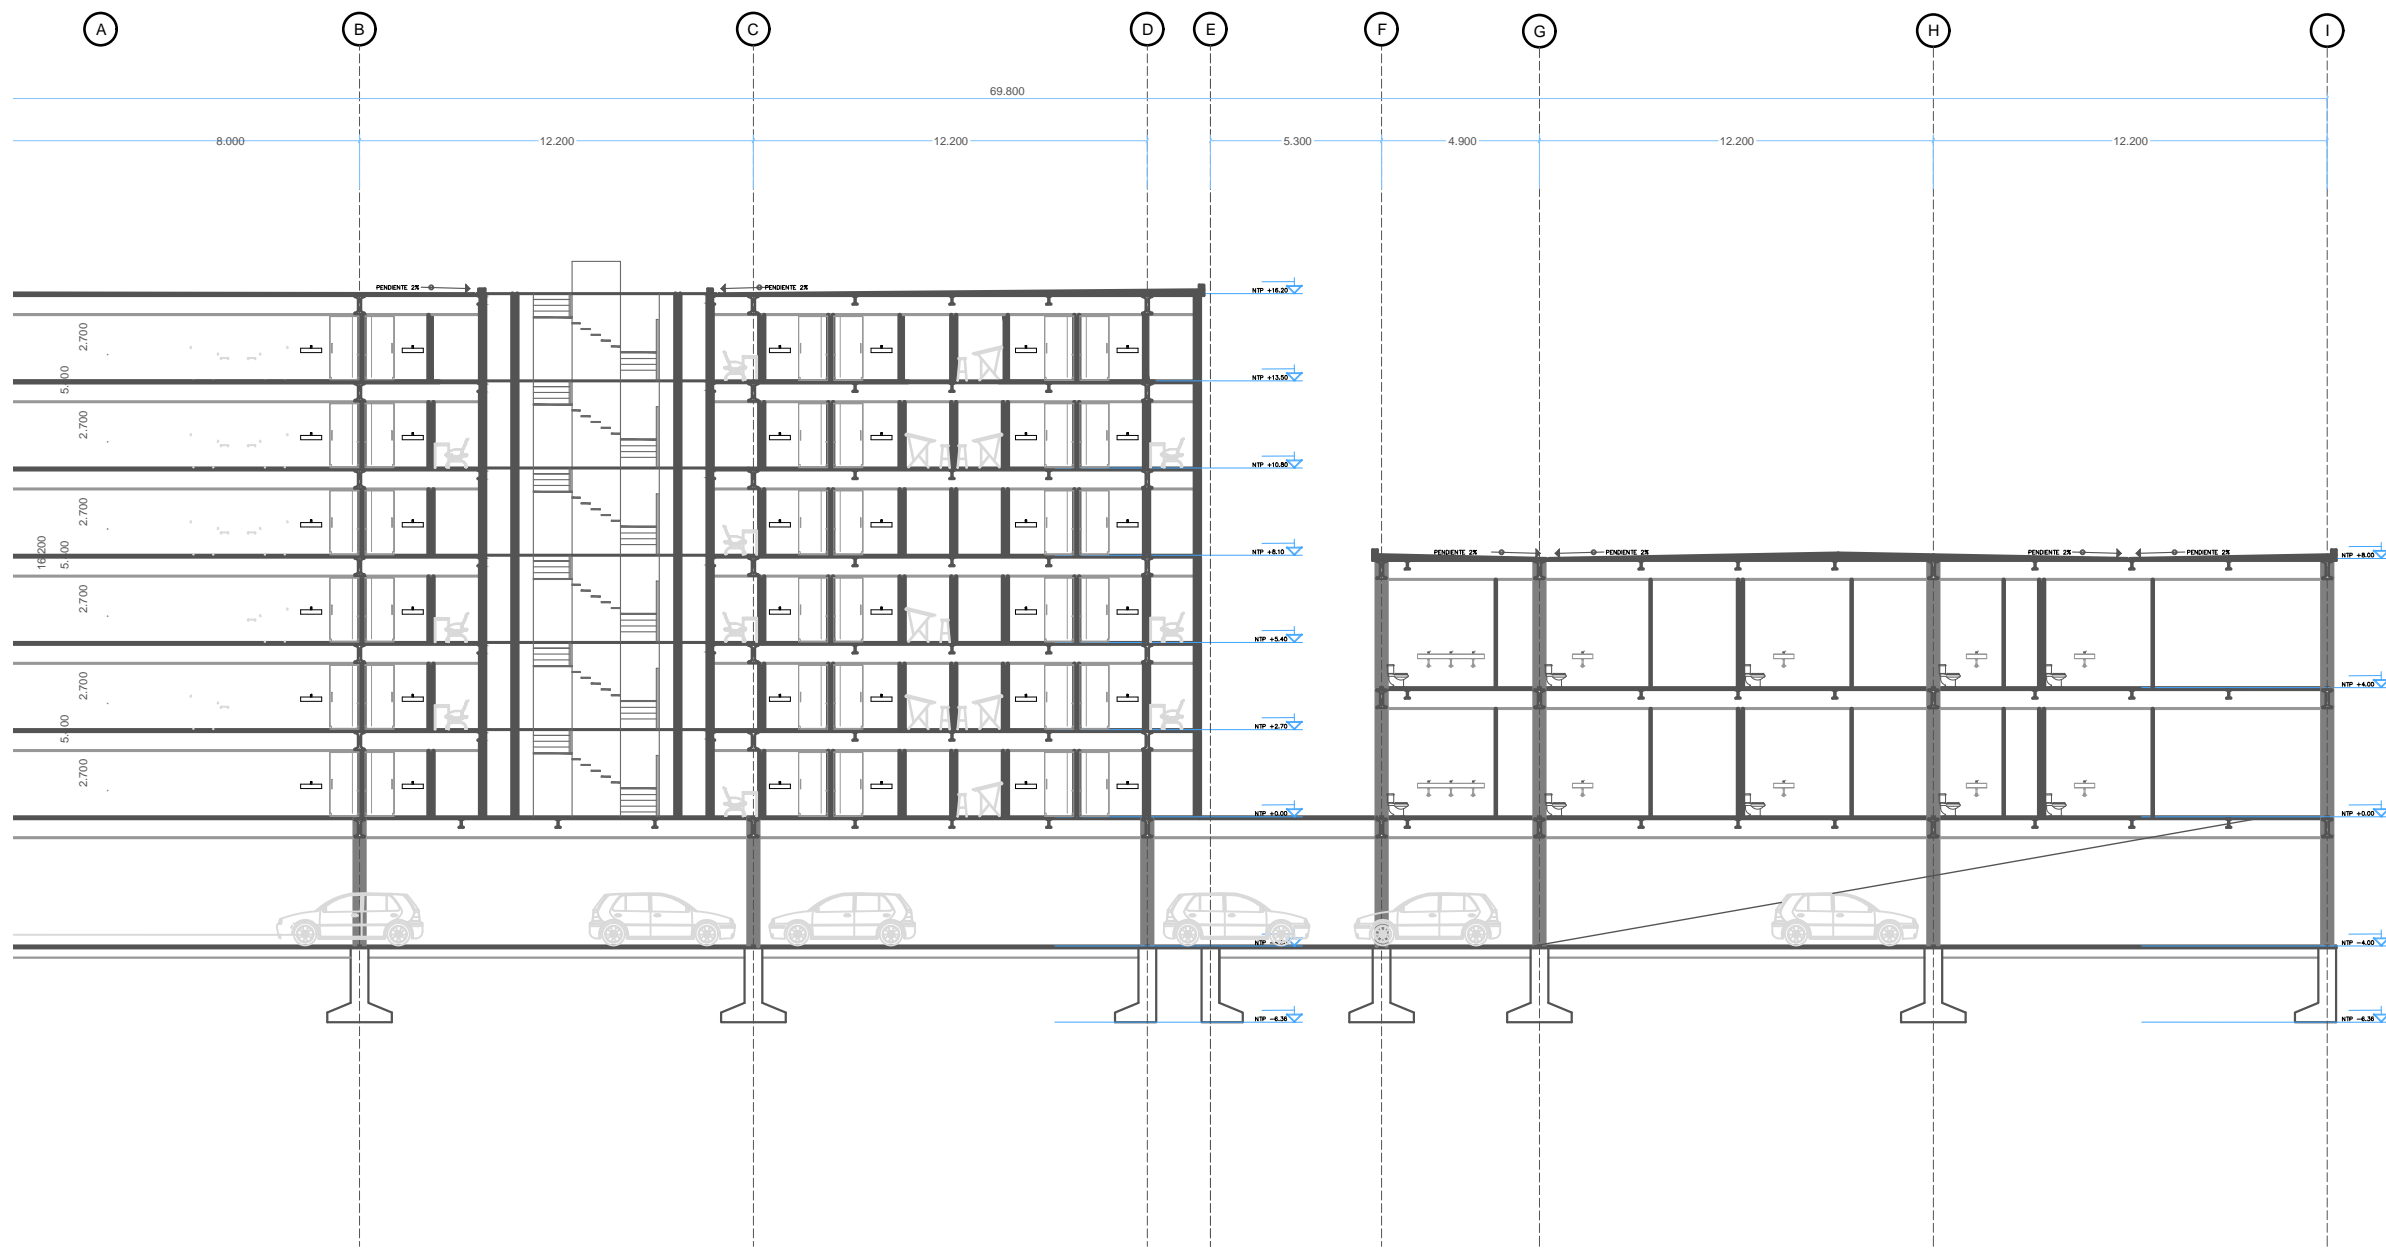 A B C D E F G H I
69.800
8.000 12.200 12.200 5.300 4.900 12.200 12.200
PENDIENTE 2% PENDIENTE 2% NTP +16.20
2.700
NTP +13.50
2.700
NTP +10.80
2.700
16.200
NTP +8.10
PENDIENTE 2% PENDIENTE 2% PENDIENTE 2% PENDIENTE 2% NTP +8.00
2.700
NTP +5.40
2.700
NTP +4.00
NTP +2.70
2.700
NTP +0.00 NTP +0.00
NTP -4.00
NTP -6.36 NTP -6.36